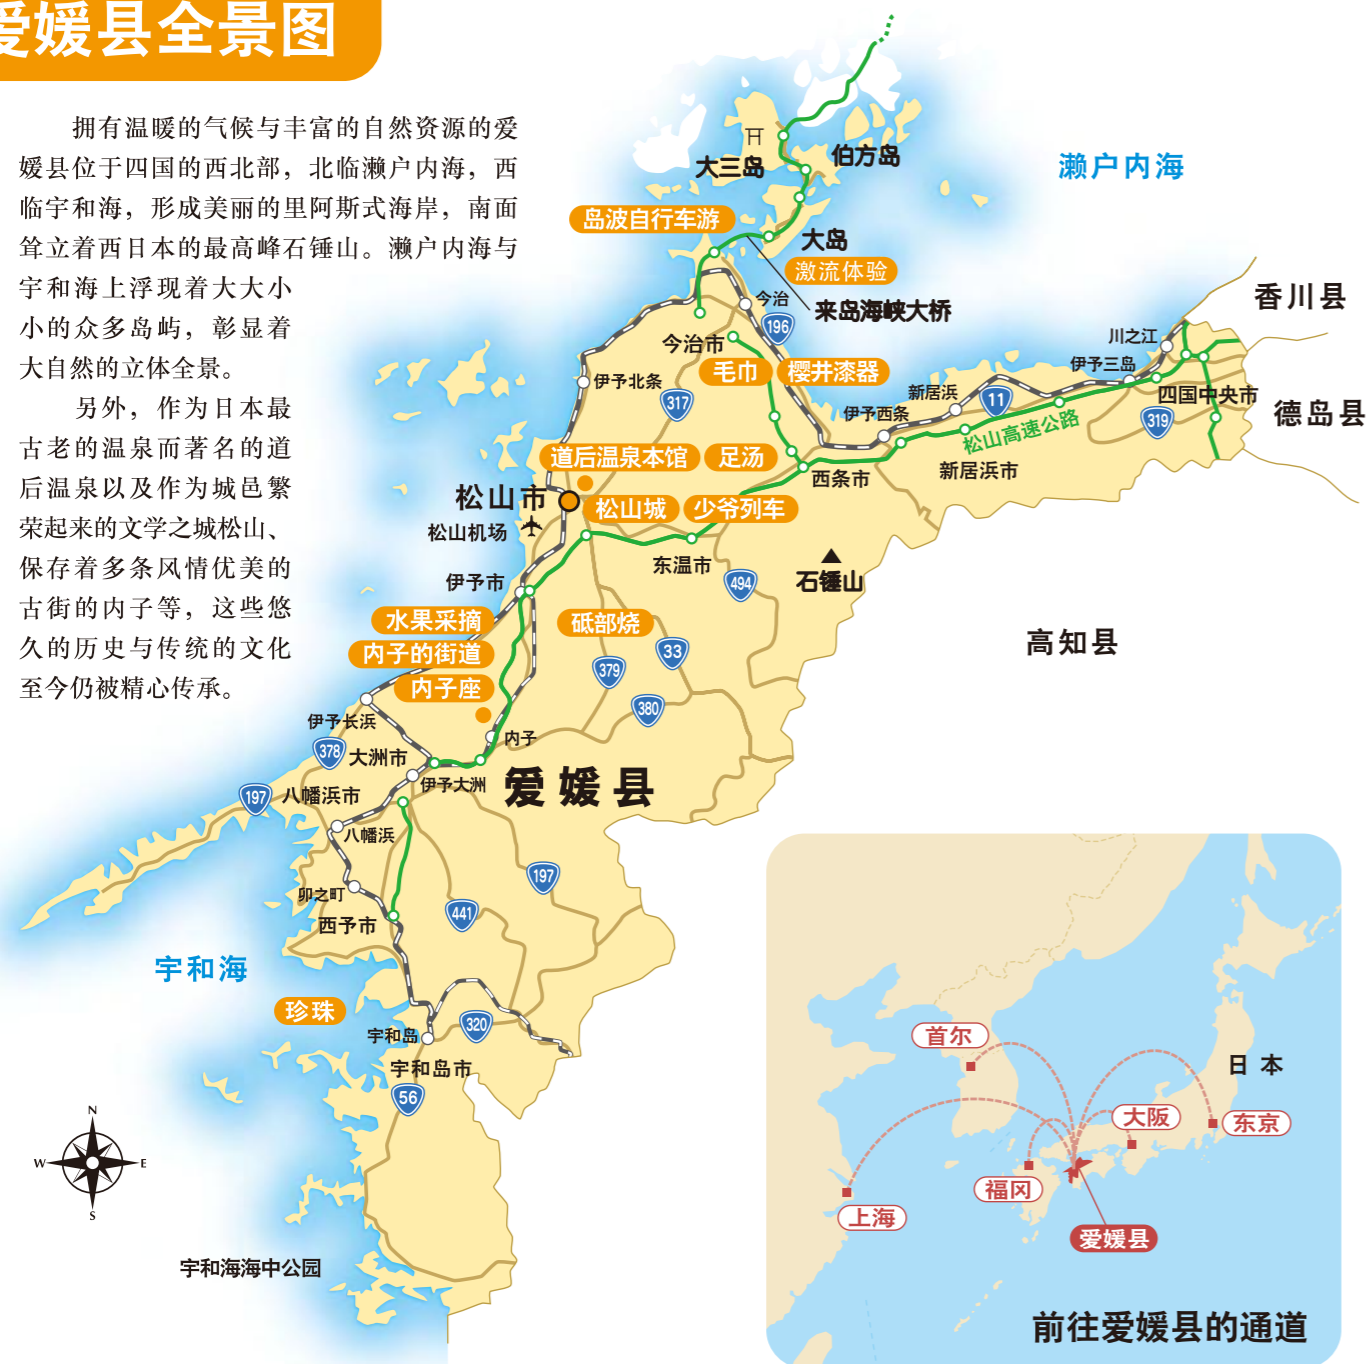 爱媛县全景图
拥有温暖的气候与丰富的自然资源的爱
媛县位于四国的西北部，北临濑户内海，西
临宇和海，形成美丽的里阿斯式海岸，南面
耸立着西日本的最高峰石锤山。濑户内海与
宇和海上浮现着大大小
小的众多岛屿，彰显着
大自然的立体全景。
另外，作为日本最
古老的温泉而著名的道
后温泉以及作为城邑繁
荣起来的文学之城松山、
保存着多条风情优美的
古街的内子等，这些悠
久的历史与传统的文化
至今仍被精心传承。
大三岛
伯方岛
濑户内海
岛波自行车游
大岛
激流体验
来岛海峡大桥
今治
196
今治市
毛巾
樱井漆器
伊予北条
317
香川县
川之江
伊予三岛
新居浜
11
四国中央市
伊予西条
319
德岛县
松山高速公路
新居浜市
西条市
道后温泉本馆
足汤
松山市
松山城
少爷列车
松山机场
东温市
494
石锤山
伊予市
水果采摘
砥部烧
内子的街道
33
379
内子座
380
高知县
伊予长浜
内子
378
大洲市
伊予大洲
爱媛县
197
八幡浜市
八幡浜
197
卯之町
441
西予市
宇和海
珍珠
320
宇和岛
宇和岛市
56
N
W
E
S
宇和海海中公园
首尔
日本
大阪
东京
福冈
上海
爱媛县
前往爱媛县的通道